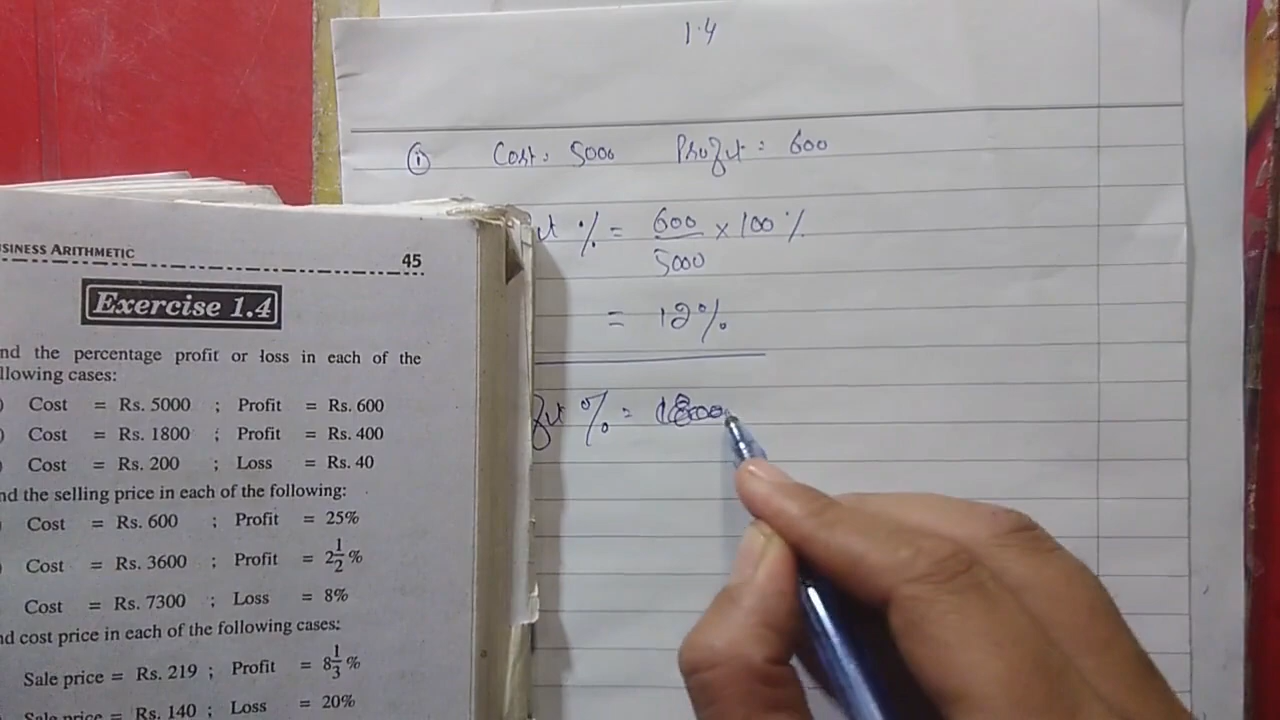 1.4
① Cost: 5000 Profit: 600
% = 600/5000 × 100%
= 12%
% = 1800
SINESS ARITHMETIC 45
Exercise 1.4
nd the percentage profit or loss in each of the
llowing cases:
) Cost = Rs. 5000 ; Profit = Rs. 600
) Cost = Rs. 1800 ; Profit = Rs. 400
) Cost = Rs. 200 ; Loss = Rs. 40
nd the selling price in each of the following:
Cost = Rs. 600 ; Profit = 25%
) Cost = Rs. 3600 ; Profit = 2 1/2 %
Cost = Rs. 7300 ; Loss = 8%
nd cost price in each of the following cases:
Sale price = Rs. 219 ; Profit = 8 1/3 %
Sale price = Rs. 140 ; Loss = 20%